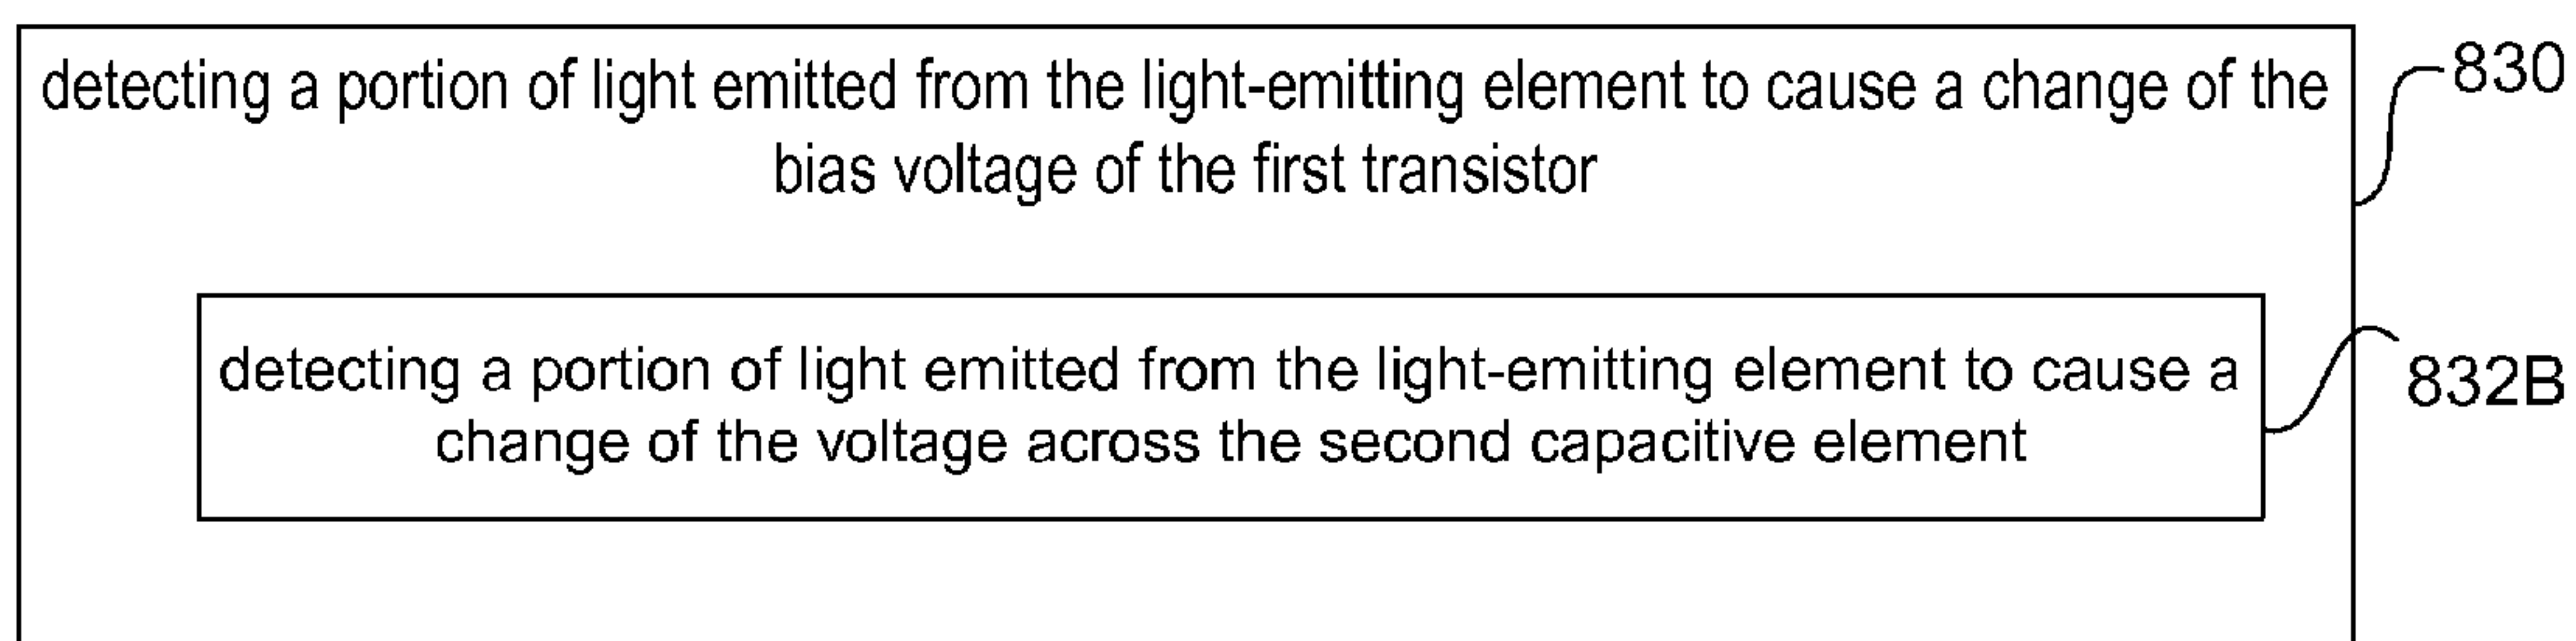 detecting a portion of light emitted from the light-emitting element to cause a change of the
bias voltage of the first transistor
830
detecting a portion of light emitted from the light-emitting element to cause a
change of the voltage across the second capacitive element
832B